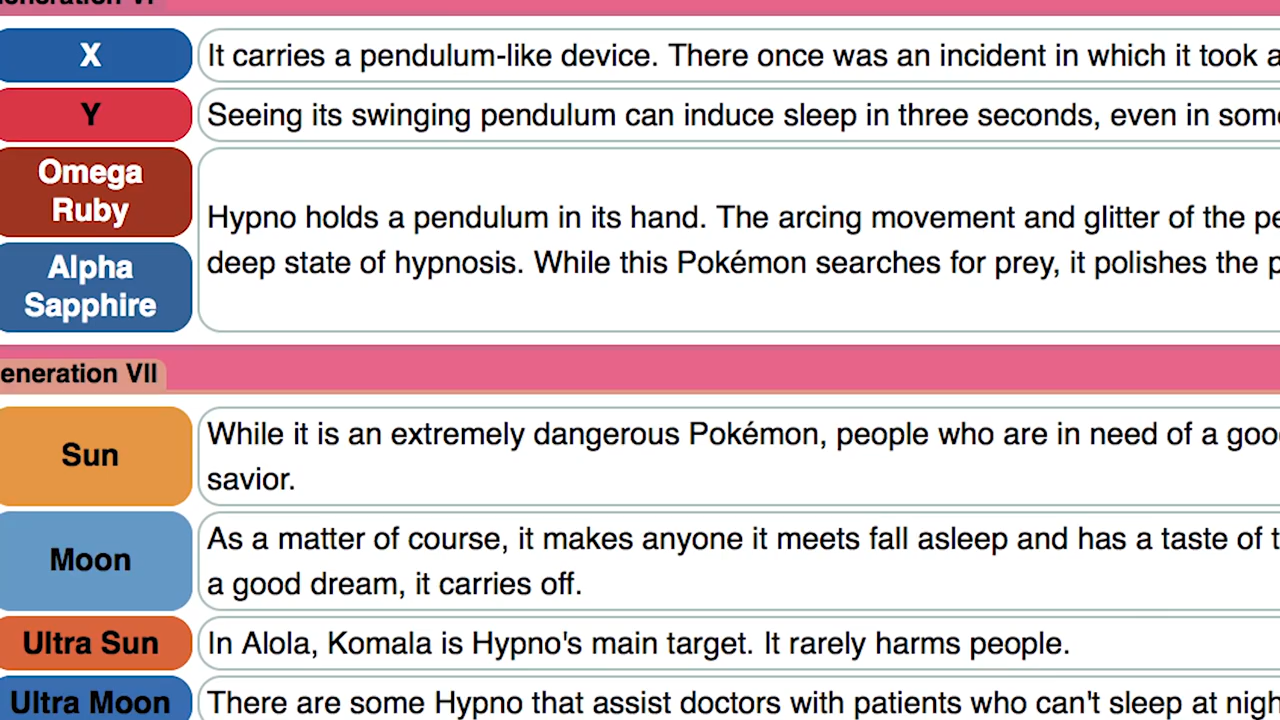 X
It carries a pendulum-like device. There once was an incident in which it took
Y
Seeing its swinging pendulum can induce sleep in three seconds, even in
Omega
Ruby
Hypno holds a pendulum in its hand. The arcing movement and glitter of the
Alpha
Sapphire
deep state of hypnosis. While this Pokémon searches for prey, it polishes the
eneration VII
Sun
While it is an extremely dangerous Pokémon, people who are in need of a
savior.
Moon
As a matter of course, it makes anyone it meets fall asleep and has a taste of
a good dream, it carries off.
Ultra Sun
In Alola, Komala is Hypno's main target. It rarely harms people.
Ultra Moon
There are some Hypno that assist doctors with patients who can't sleep at